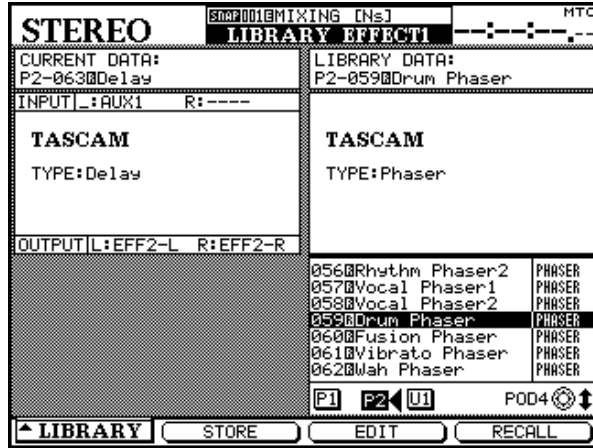 STEREO
SNAP001 MIXING [Ns]
LIBRARY EFFECT1
MTC
--:--:--.--
CURRENT DATA:
P2-063 Delay
LIBRARY DATA:
P2-059 Drum Phaser
INPUT L:AUX1 R:----
TASCAM
TYPE:Delay
OUTPUT L:EFF2-L R:EFF2-R
TASCAM
TYPE:Phaser
056 Rhythm Phaser2 PHASER
057 Vocal Phaser1 PHASER
058 Vocal Phaser2 PHASER
059 Drum Phaser PHASER
060 Fusion Phaser PHASER
061 Vibrato Phaser PHASER
062 Wah Phaser PHASER
P1 P2 U1 POD4
LIBRARY STORE EDIT RECALL